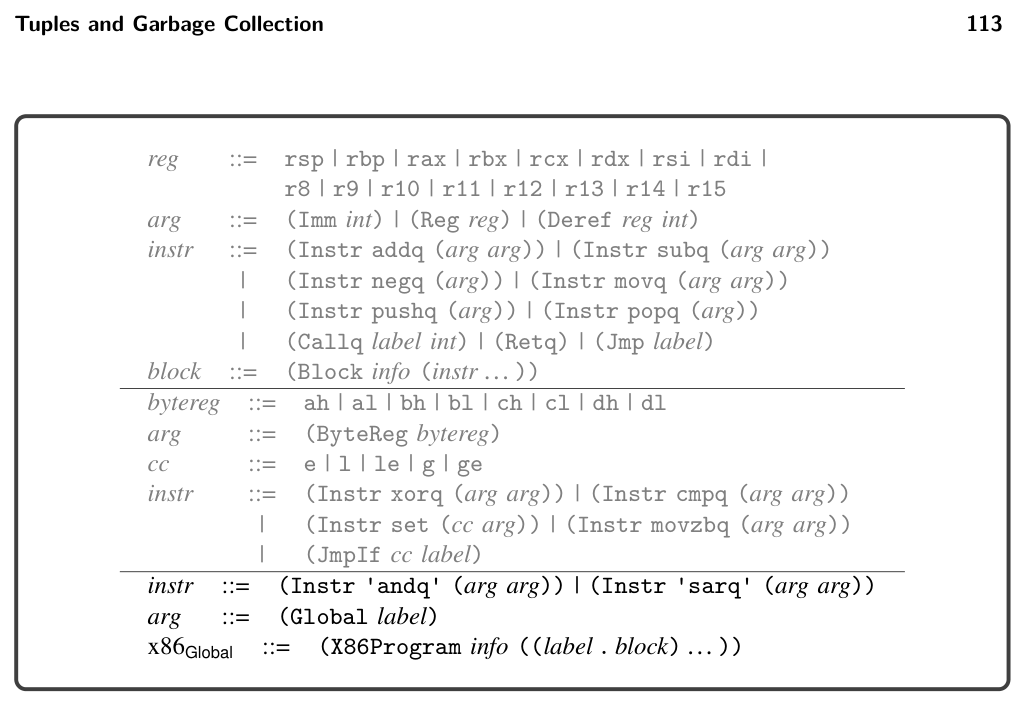 Tuples and Garbage Collection 113
reg ::= rsp | rbp | rax | rbx | rcx | rdx | rsi | rdi |
r8 | r9 | r10 | r11 | r12 | r13 | r14 | r15
arg ::= (Imm int) | (Reg reg) | (Deref reg int)
instr ::= (Instr addq (arg arg)) | (Instr subq (arg arg))
| (Instr negq (arg)) | (Instr movq (arg arg))
| (Instr pushq (arg)) | (Instr popq (arg))
| (Callq label int) | (Retq) | (Jmp label)
block ::= (Block info (instr ... ))
bytereg ::= ah | al | bh | bl | ch | cl | dh | dl
arg ::= (ByteReg bytereg)
cc ::= e | l | le | g | ge
instr ::= (Instr xorq (arg arg)) | (Instr cmpq (arg arg))
| (Instr set (cc arg)) | (Instr movzbq (arg arg))
| (JmpIf cc label)
instr ::= (Instr 'andq' (arg arg)) | (Instr 'sarq' (arg arg))
arg ::= (Global label)
x86Global ::= (X86Program info ((label . block) ... ))